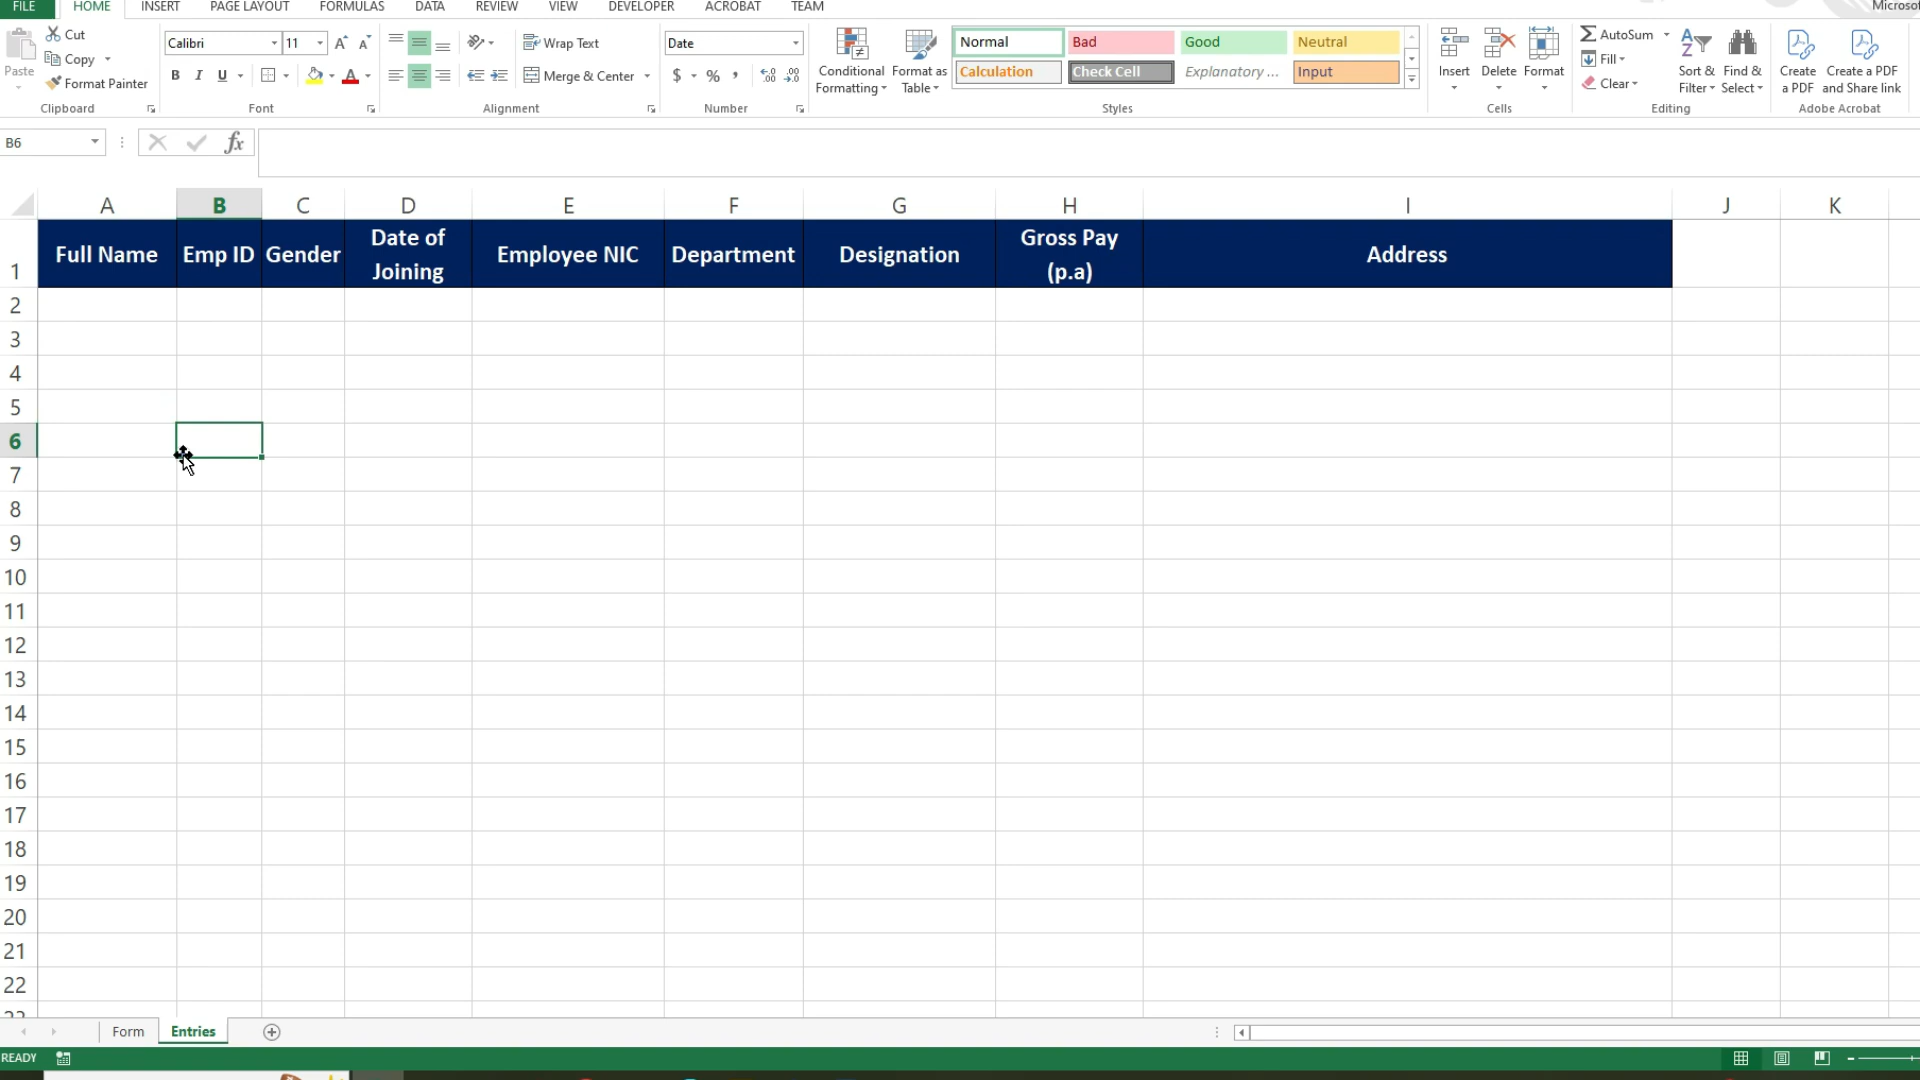 Microsof
FILE HOME INSERT PAGE LAYOUT FORMULAS DATA REVIEW VIEW DEVELOPER ACROBAT TEAM
Paste
Cut
Copy
Format Painter
Clipboard
Calibri 11
B I U
Font
Wrap Text
Merge & Center
Alignment
Date
$ %
Number
Conditional Formatting
Format as Table
Normal Bad Good Neutral
Calculation Check Cell Explanatory ... Input
Styles
Insert Delete Format
Cells
AutoSum
Fill
Clear
Sort & Filter
Find & Select
Editing
Create a PDF
Create a PDF and Share link
Adobe Acrobat
B6
fx
A B C D E F G H I J K
1 Full Name Emp ID Gender Date of Joining Employee NIC Department Designation Gross Pay (p.a) Address
2
3
4
5
6
7
8
9
10
11
12
13
14
15
16
17
18
19
20
21
22
Form Entries
READY